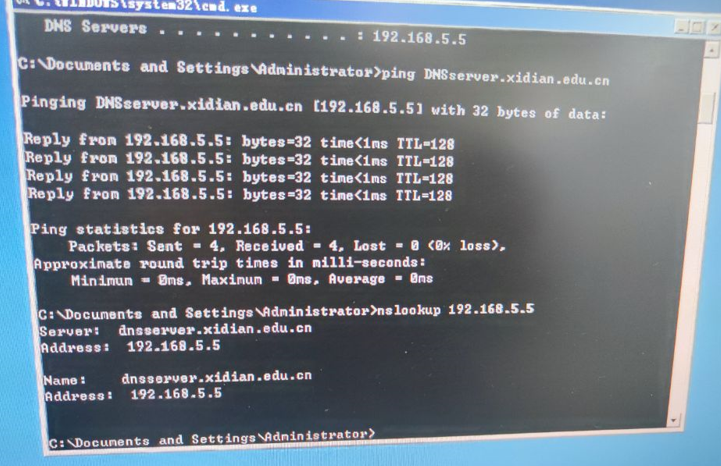 C:\WINDOWS\system32\cmd.exe
DNS Servers . . . . . . . . . . . : 192.168.5.5
C:\Documents and Settings\Administrator>ping DNSserver.xidian.edu.cn
Pinging DNSserver.xidian.edu.cn [192.168.5.5] with 32 bytes of data:
Reply from 192.168.5.5: bytes=32 time<1ms TTL=128
Reply from 192.168.5.5: bytes=32 time<1ms TTL=128
Reply from 192.168.5.5: bytes=32 time<1ms TTL=128
Reply from 192.168.5.5: bytes=32 time<1ms TTL=128
Ping statistics for 192.168.5.5:
Packets: Sent = 4, Received = 4, Lost = 0 (0% loss),
Approximate round trip times in milli-seconds:
Minimum = 0ms, Maximum = 0ms, Average = 0ms
C:\Documents and Settings\Administrator>nslookup 192.168.5.5
Server: dnsserver.xidian.edu.cn
Address: 192.168.5.5
Name: dnsserver.xidian.edu.cn
Address: 192.168.5.5
C:\Documents and Settings\Administrator>